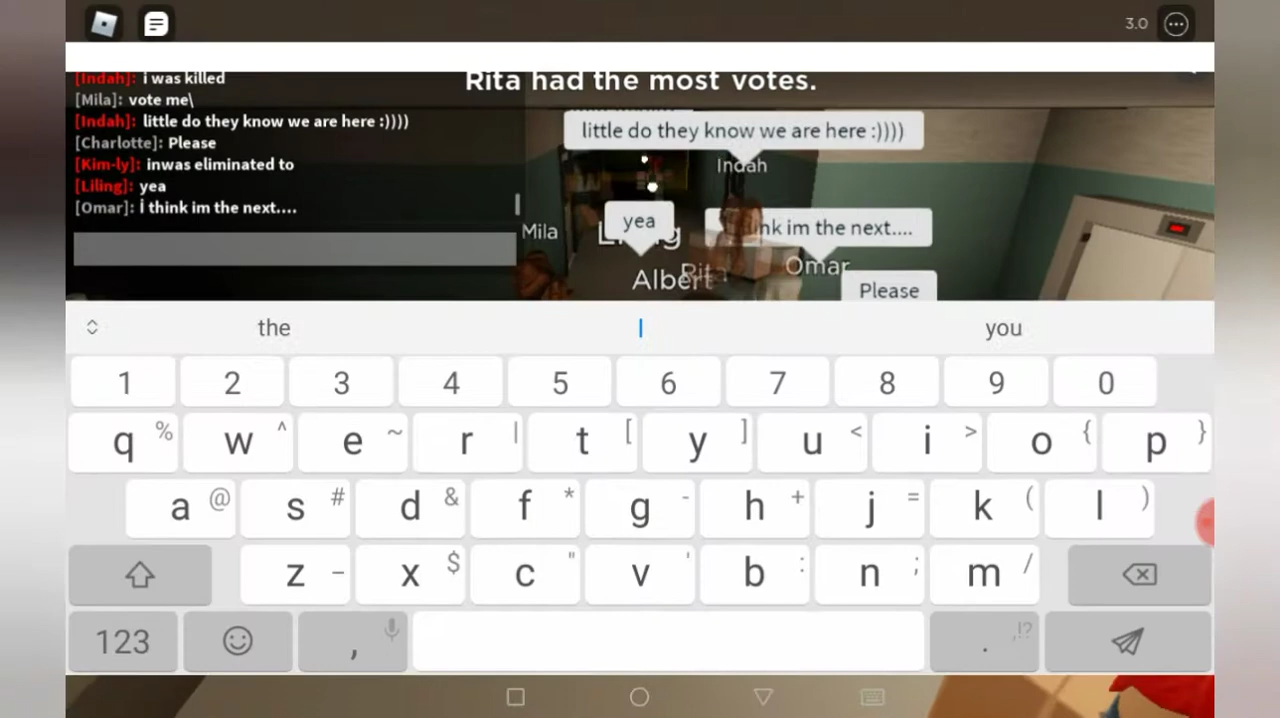 3.0
[Indah]: i was killed
[Mila]: vote me\
[Indah]: little do they know we are here :))))
[Charlotte]: Please
[Kim-ly]: inwas eliminated to
[Liling]: yea
[Omar]: İ think im the next....
Rita had the most votes.
little do they know we are here :))))
Indah
yea
nk im the next....
Mila
Albert
Rita
Omar
Please
the
I
you
1 2 3 4 5 6 7 8 9 0
q % w ^ e ~ r | t [ y ] u < i > o { p }
a @ s # d & f * g - h + j = k ( l )
z _ x $ c " v ' b : n ; m /
123 , . ,!?